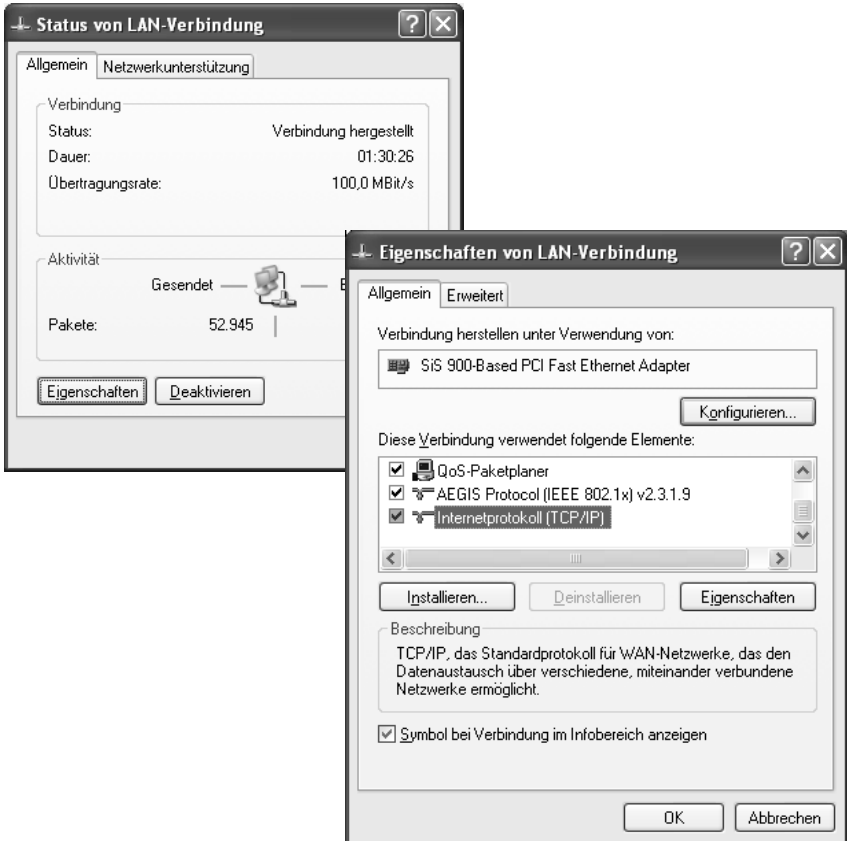 Status von LAN-Verbindung
Allgemein
Netzwerkunterstützung
Verbindung
Status: Verbindung hergestellt
Dauer: 01:30:26
Übertragungsrate: 100,0 MBit/s
Aktivität
Gesendet
Pakete: 52.945
Eigenschaften
Deaktivieren
Eigenschaften von LAN-Verbindung
Allgemein
Erweitert
Verbindung herstellen unter Verwendung von:
SiS 900-Based PCI Fast Ethernet Adapter
Konfigurieren...
Diese Verbindung verwendet folgende Elemente:
QoS-Paketplaner
AEGIS Protocol (IEEE 802.1x) v2.3.1.9
Internetprotokoll (TCP/IP)
Installieren...
Deinstallieren
Eigenschaften
Beschreibung
TCP/IP, das Standardprotokoll für WAN-Netzwerke, das den
Datenaustausch über verschiedene, miteinander verbundene
Netzwerke ermöglicht.
Symbol bei Verbindung im Infobereich anzeigen
OK
Abbrechen